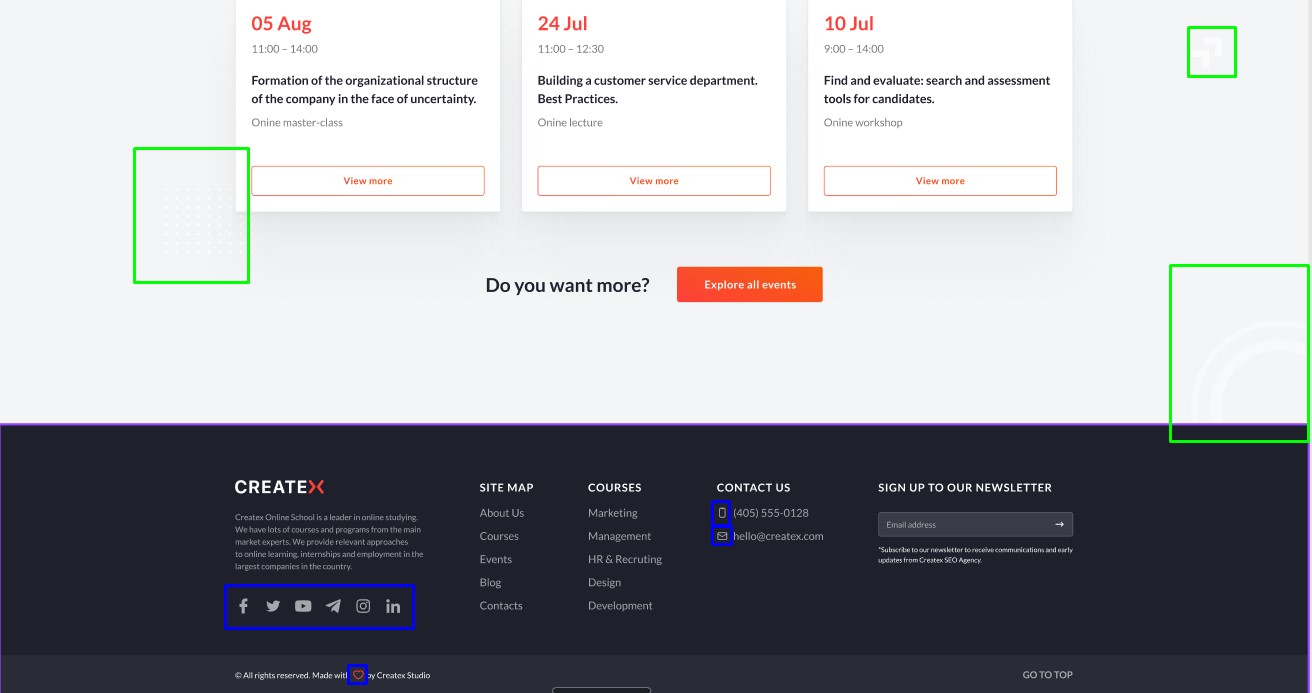 05 Aug
11:00 – 14:00
Formation of the organizational structure
of the company in the face of uncertainty.
Onine master-class
View more
24 Jul
11:00 – 12:30
Building a customer service department.
Best Practices.
Onine lecture
View more
10 Jul
9:00 – 14:00
Find and evaluate: search and assessment
tools for candidates.
Onine workshop
View more
Do you want more?
Explore all events
CREATEX
Createx Online School is a leader in online studying.
We have lots of courses and programs from the main
market experts. We provide relevant approaches
to online learning, internships and employment in the
largest companies in the country.
SITE MAP
About Us
Courses
Events
Blog
Contacts
COURSES
Marketing
Management
HR & Recruting
Design
Development
CONTACT US
(405) 555-0128
hello@createx.com
SIGN UP TO OUR NEWSLETTER
Email address
*Subscribe to our newsletter to receive communications and early
updates from Createx SEO Agency.
© All rights reserved. Made with by Createx Studio
GO TO TOP